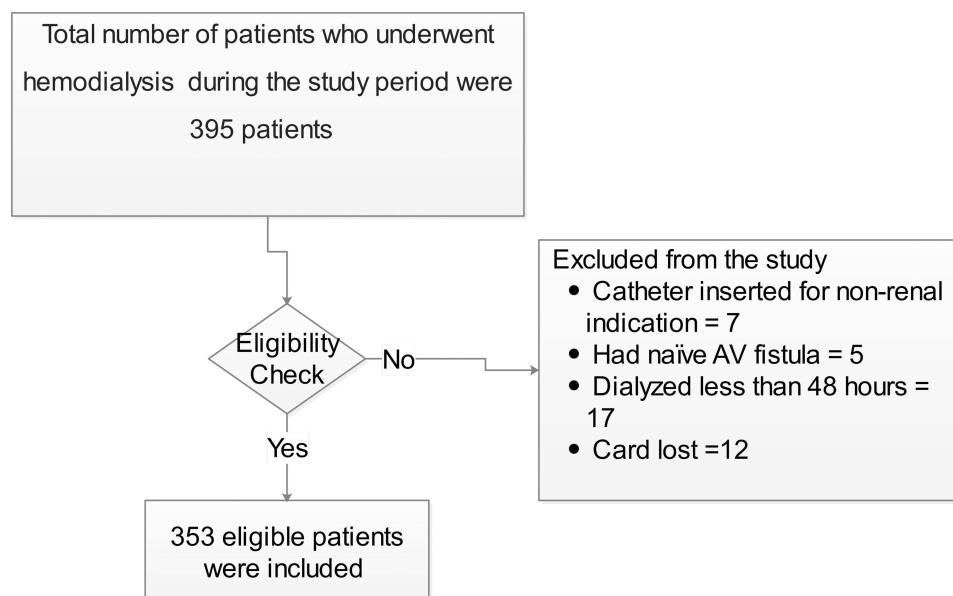 Total number of patients who underwent
hemodialysis during the study period were
395 patients
Eligibility
Check
No
Yes
Excluded from the study
• Catheter inserted for non-renal
indication = 7
• Had naïve AV fistula = 5
• Dialyzed less than 48 hours =
17
• Card lost =12
353 eligible patients
were included